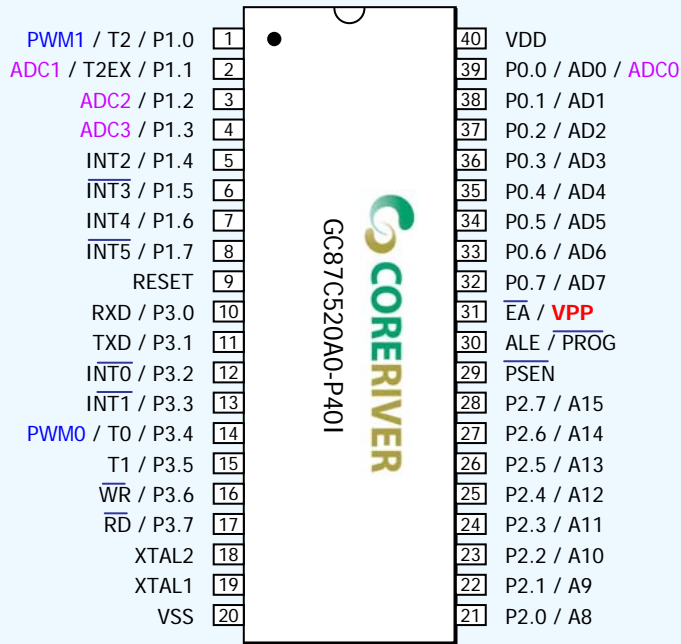 PWM1 / T2 / P1.0 1
ADC1 / T2EX / P1.1 2
ADC2 / P1.2 3
ADC3 / P1.3 4
INT2 / P1.4 5
INT3 / P1.5 6
INT4 / P1.6 7
INT5 / P1.7 8
RESET 9
RXD / P3.0 10
TXD / P3.1 11
INT0 / P3.2 12
INT1 / P3.3 13
PWM0 / T0 / P3.4 14
T1 / P3.5 15
WR / P3.6 16
RD / P3.7 17
XTAL2 18
XTAL1 19
VSS 20
GC87C520A0-P40I
CORERIVER
40 VDD
39 P0.0 / AD0 / ADC0
38 P0.1 / AD1
37 P0.2 / AD2
36 P0.3 / AD3
35 P0.4 / AD4
34 P0.5 / AD5
33 P0.6 / AD6
32 P0.7 / AD7
31 EA / VPP
30 ALE / PROG
29 PSEN
28 P2.7 / A15
27 P2.6 / A14
26 P2.5 / A13
25 P2.4 / A12
24 P2.3 / A11
23 P2.2 / A10
22 P2.1 / A9
21 P2.0 / A8